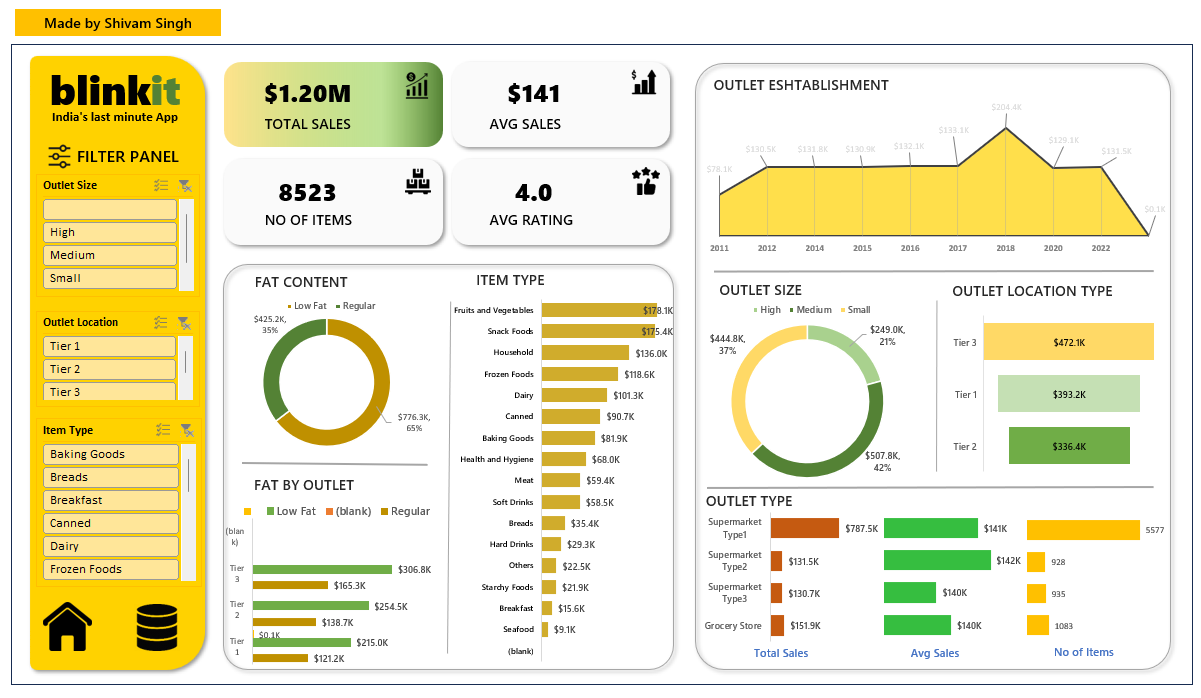 Made by Shivam Singh
blinkit
India's last minute App
FILTER PANEL
Outlet Size
High
Medium
Small
Outlet Location
Tier 1
Tier 2
Tier 3
Item Type
Baking Goods
Breads
Breakfast
Canned
Dairy
Frozen Foods
$1.20M
TOTAL SALES
$141
AVG SALES
8523
NO OF ITEMS
4.0
AVG RATING
FAT CONTENT
Low Fat Regular
$425.2K,
35%
$776.3K,
65%
FAT BY OUTLET
Low Fat (blank) Regular
(blan
k)
Tier
3
$306.8K
$165.3K
Tier
2
$254.5K
$138.7K
$0.1K
Tier
1
$215.0K
$121.2K
ITEM TYPE
Fruits and Vegetables $178.1K
Snack Foods $175.4K
Household $136.0K
Frozen Foods $118.6K
Dairy $101.3K
Canned $90.7K
Baking Goods $81.9K
Health and Hygiene $68.0K
Meat $59.4K
Soft Drinks $58.5K
Breads $35.4K
Hard Drinks $29.3K
Others $22.5K
Starchy Foods $21.9K
Breakfast $15.6K
Seafood $9.1K
(blank)
OUTLET ESHTABLISHMENT
$78.1K $130.5K $131.8K $130.9K $132.1K $133.1K $204.4K $129.1K $131.5K $0.1K
2011 2012 2014 2015 2016 2017 2018 2020 2022
OUTLET SIZE
High Medium Small
$444.8K,
37%
$249.0K,
21%
$507.8K,
42%
OUTLET LOCATION TYPE
Tier 3 $472.1K
Tier 1 $393.2K
Tier 2 $336.4K
OUTLET TYPE
Supermarket
Type1
$787.5K $141K 5577
Supermarket
Type2
$131.5K $142K 928
Supermarket
Type3
$130.7K $140K 935
Grocery Store $151.9K $140K 1083
Total Sales Avg Sales No of Items